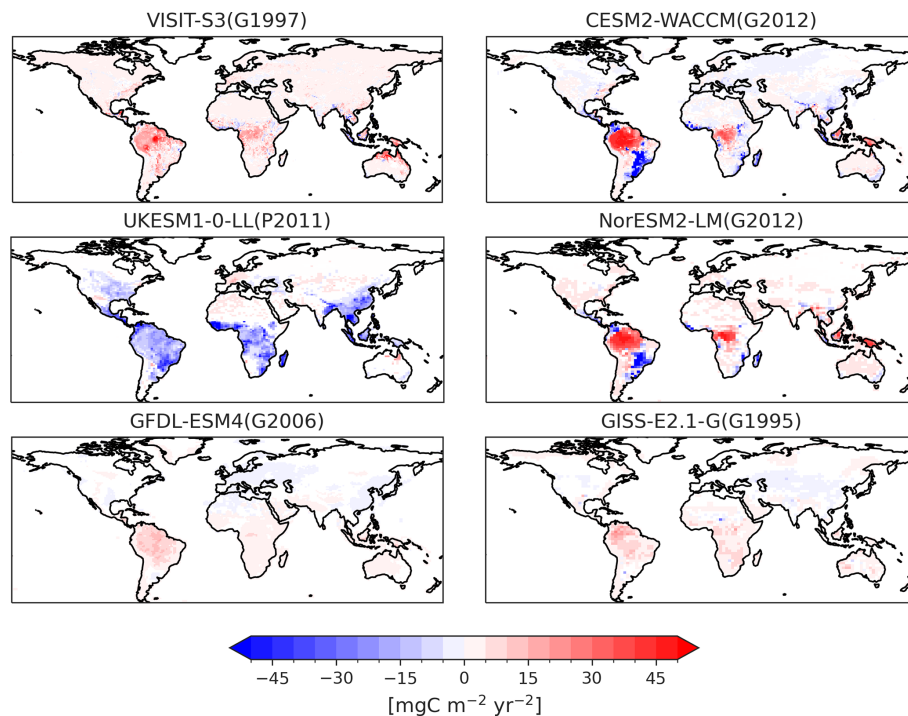 VISIT-S3(G1997) CESM2-WACCM(G2012)
UKESM1-0-LL(P2011) NorESM2-LM(G2012)
GFDL-ESM4(G2006) GISS-E2.1-G(G1995)
−45 −30 −15 0 15 30 45
[mgC m⁻² yr⁻²]